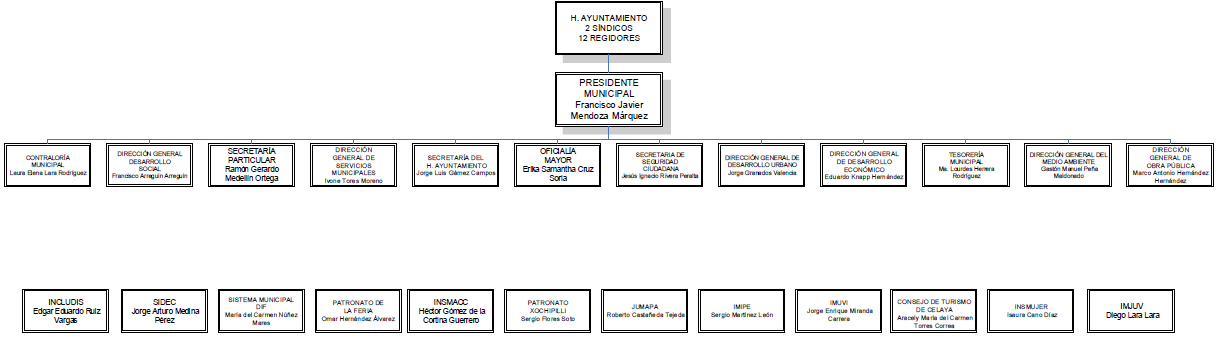 H. AYUNTAMIENTO
2 SÍNDICOS
12 REGIDORES
PRESIDENTE
MUNICIPAL
Francisco Javier
Mendoza Márquez
CONTRALORÍA
MUNICIPAL
Laura Elena Lara Rodríguez
DIRECCIÓN GENERAL
DESARROLLO
SOCIAL
Francisco Arreguín Arreguín
SECRETARÍA
PARTICULAR
Ramón Gerardo
Medellín Ortega
DIRECCIÓN
GENERAL DE
SERVICIOS
MUNICIPALES
Ivone Torres Moreno
SECRETARÍA DEL
H. AYUNTAMIENTO
Jorge Luis Gámez Campos
OFICIALÍA
MAYOR
Erika Samantha Cruz
Soria
SECRETARIA DE
SEGURIDAD
CIUDADANA
Jesús Ignacio Rivera Peralta
DIRECCIÓN GENERAL
DE DESARROLLO URBANO
Jorge Granados Valencia
DIRECCIÓN GENERAL
DE DESARROLLO
ECONÓMICO
Eduardo Knapp Hernández
TESORERÍA
MUNICIPAL
Ma. Lourdes Herrera
Rodríguez
DIRECCIÓN GENERAL DEL
MEDIO AMBIENTE
Gastón Manuel Peña
Maldonado
DIRECCIÓN
GENERAL DE
OBRA PÚBLICA
Marco Antonio Hernández
Hernández
INCLUDIS
Edgar Eduardo Ruiz
Vargas
SIDEC
Jorge Arturo Medina
Pérez
SISTEMA MUNICIPAL
DIF
María del Carmen Núñez
Mares
PATRONATO DE
LA FERIA
Omar Hernández Álvarez
INSMACC
Héctor Gómez de la
Cortina Guerrero
PATRONATO
XOCHIPILLI
Sergio Flores Soto
JUMAPA
Roberto Castañeda Tejeda
IMIPE
Sergio Martínez León
IMUVI
Jorge Enrique Miranda
Carrera
CONSEJO DE TURISMO
DE CELAYA
Aracely María del Carmen
Torres Correa
INSMUJER
Isaura Cano Díaz
IMJUV
Diego Lara Lara